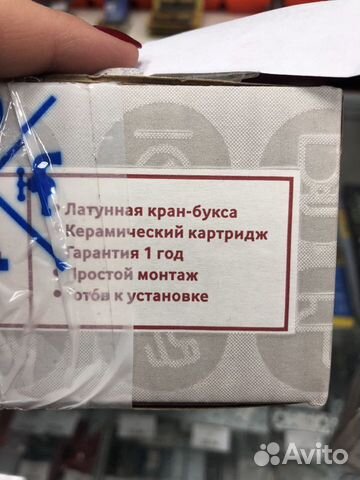 Латунная кран-букса
Керамический картридж
Гарантия 1 год
Простой монтаж
Готов к установке
Avito